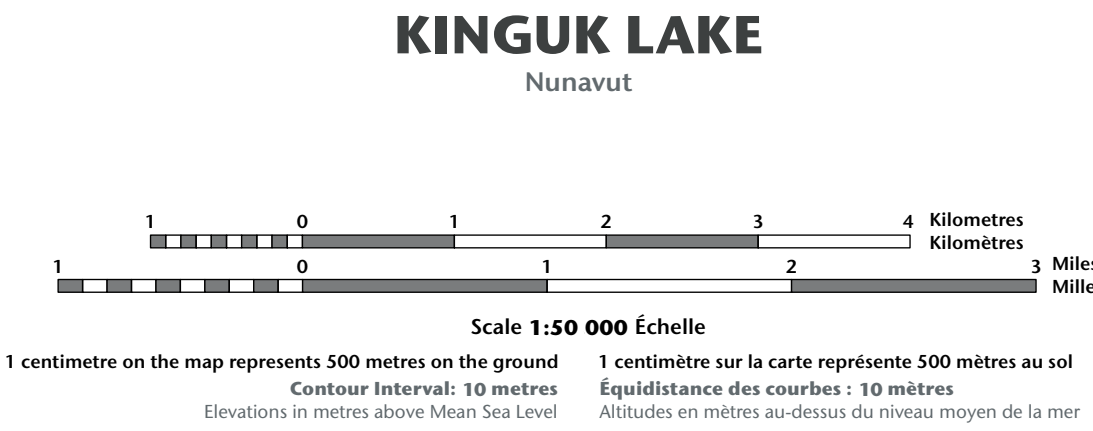 KINGUK LAKE
Nunavut
1 0 1 2 3 4 Kilometres
Kilomètres
1 0 1 2 3 Miles
Mille
Scale 1:50 000 Échelle
1 centimetre on the map represents 500 metres on the ground
Contour Interval: 10 metres
Elevations in metres above Mean Sea Level
1 centimètre sur la carte représente 500 mètres au sol
Équidistance des courbes : 10 mètres
Altitudes en mètres au-dessus du niveau moyen de la mer